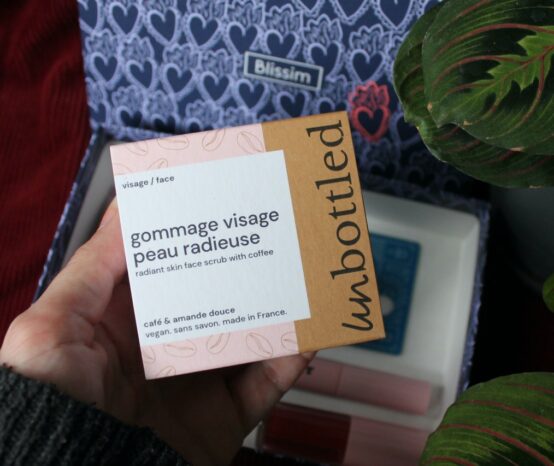 Blissim
visage / face
gommage visage
peau radieuse
radiant skin face scrub with coffee
café & amande douce
vegan. sans savon. made in France.
unbottled